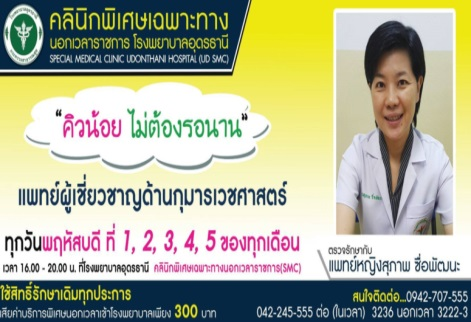 คลินิกพิเศษเฉพาะทาง
นอกเวลาราชการ โรงพยาบาลอุดรธานี
SPECIAL MEDICAL CLINIC UDONTHANI HOSPITAL (UD SMC)
"คิวน้อย ไม่ต้องรอนาน"
แพทย์ผู้เชี่ยวชาญด้านกุมารเวชศาสตร์
ทุกวันพฤหัสบดี ที่ 1, 2, 3, 4, 5 ของทุกเดือน
เวลา 16.00 - 20.00 น. ที่โรงพยาบาลอุดรธานี คลินิกพิเศษเฉพาะทางนอกเวลาราชการ(SMC)
ตรวจรักษากับ
แพทย์หญิงสุภาพ ชื่อพัฒนะ
ใช้สิทธิ์รักษาเดิมทุกประการ
เสียค่าบริการพิเศษนอกเวลาเข้าโรงพยาบาลเพียง 300 บาท
สนใจติดต่อ...0942-707-555
042-245-555 ต่อ (ในเวลา) 3236 นอกเวลา 3222-3